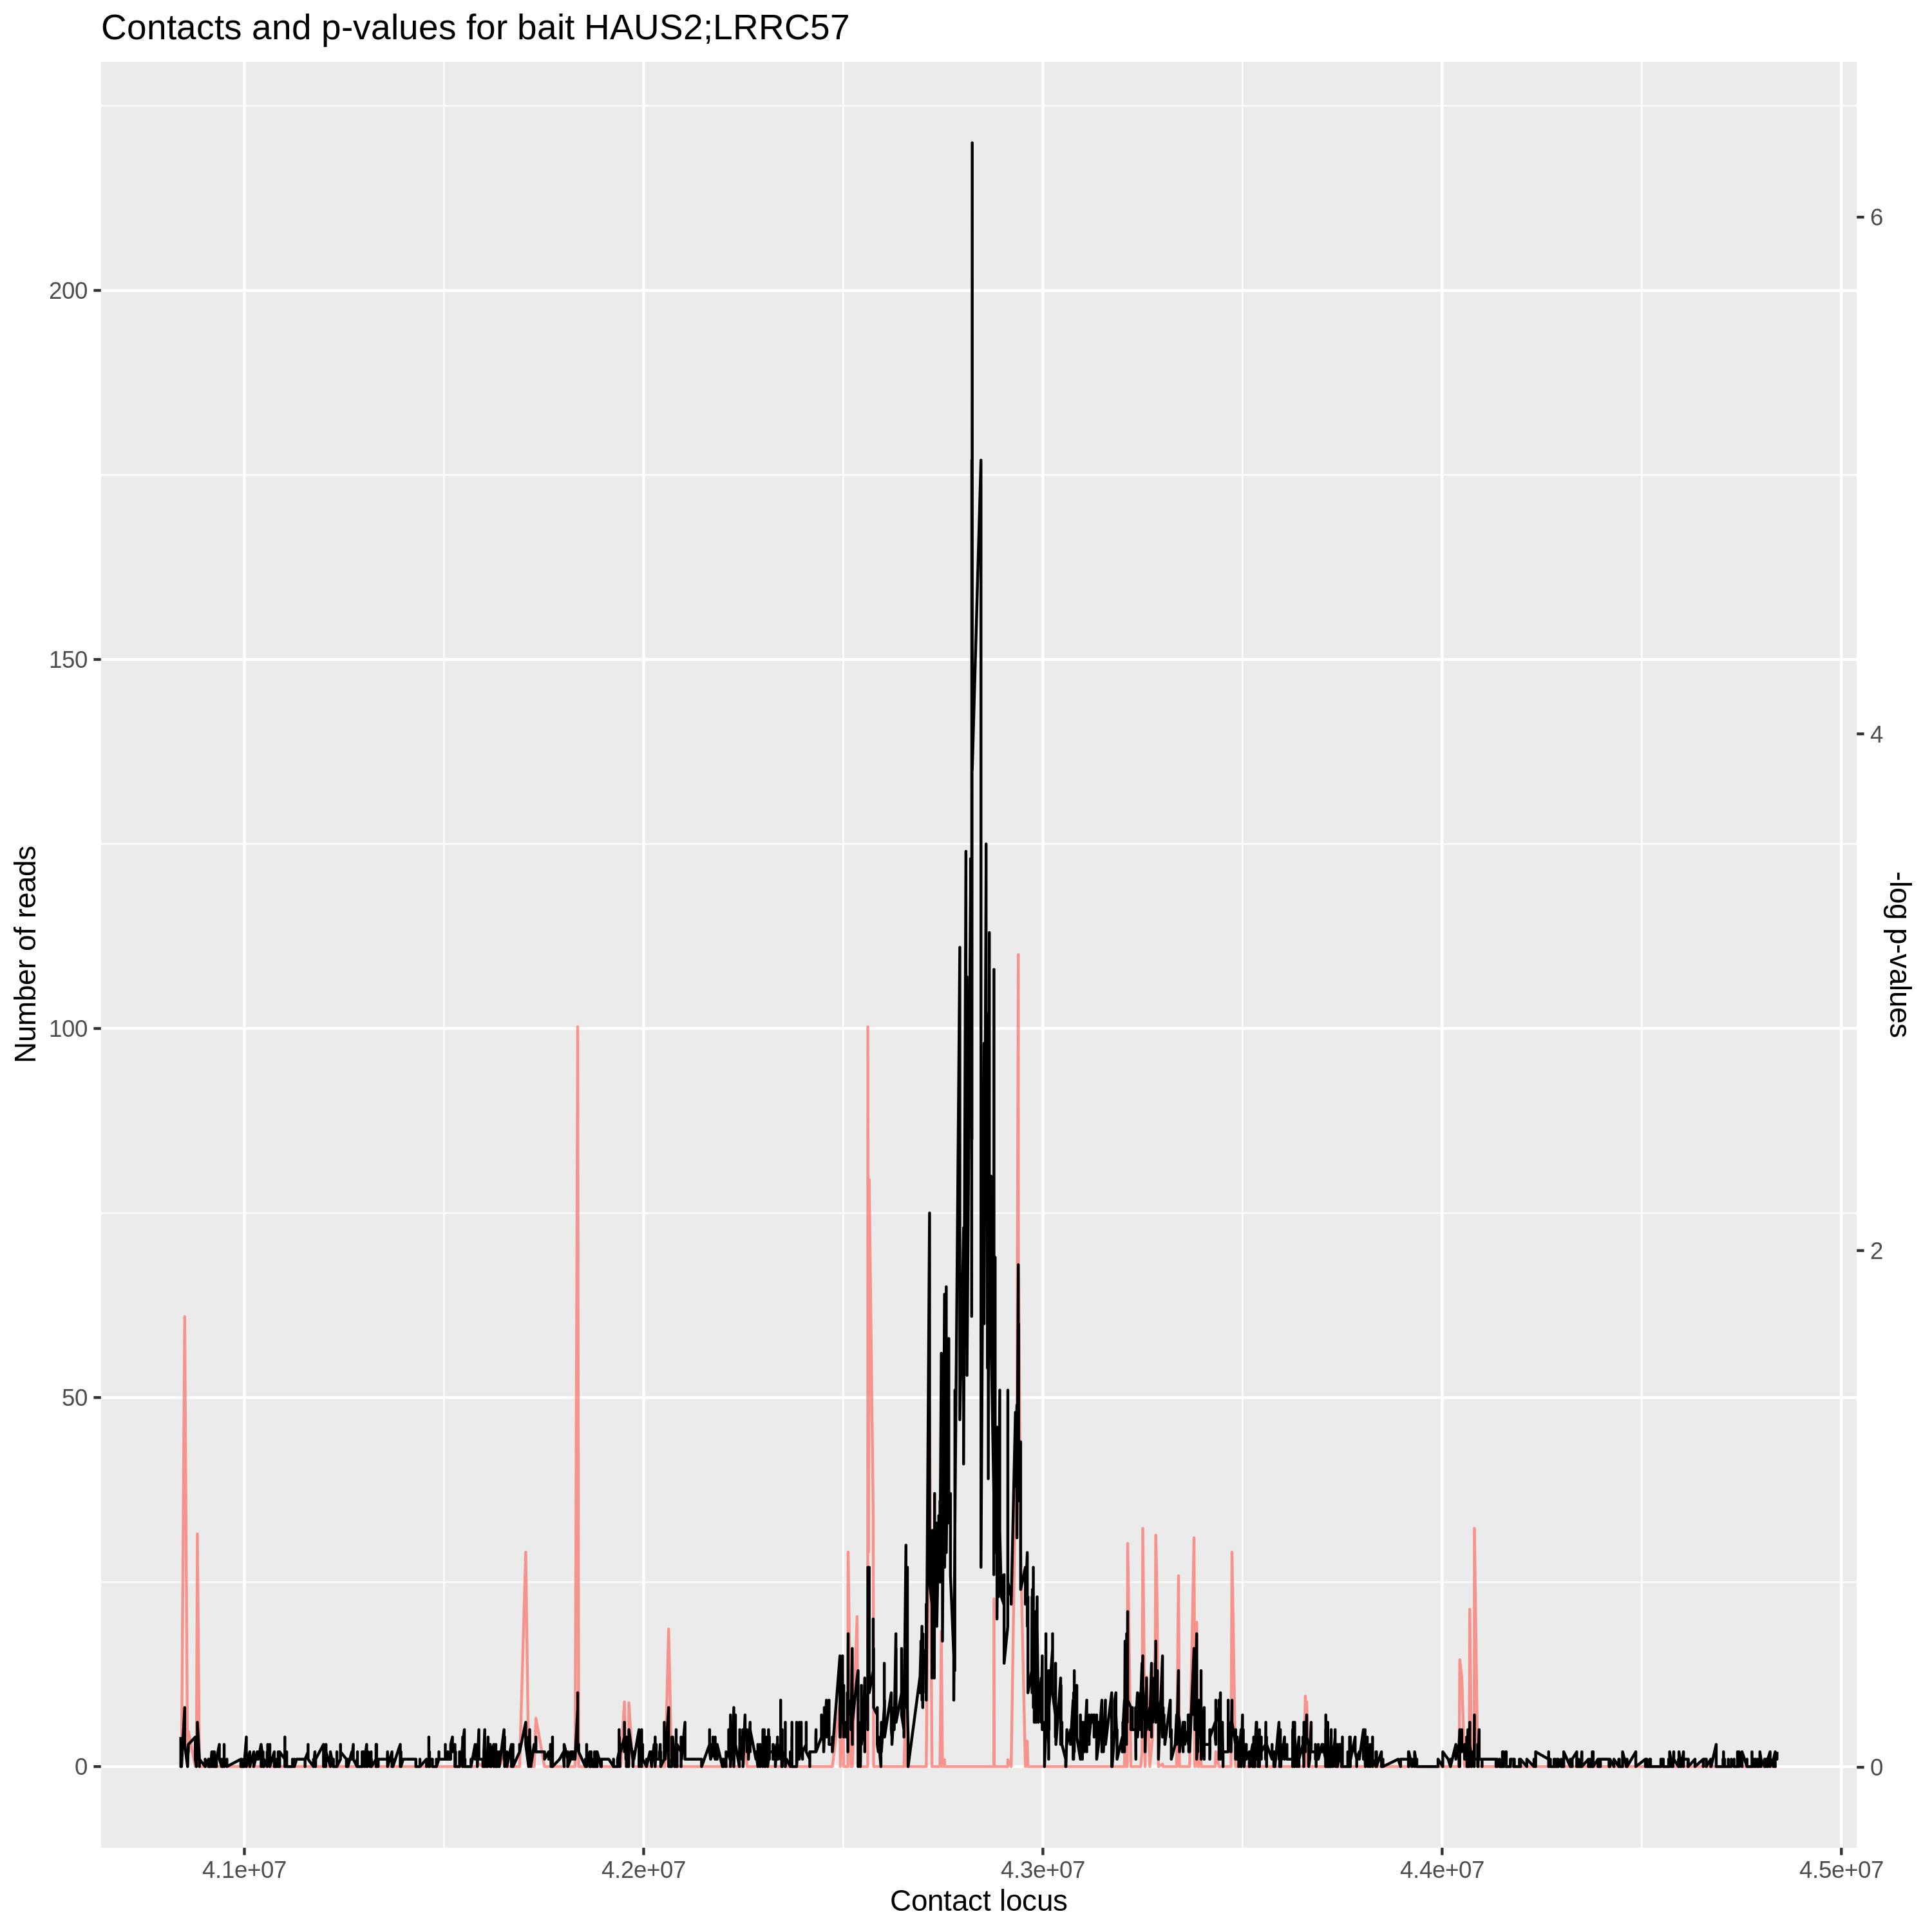 Contacts and p-values for bait HAUS2;LRRC57
200
150
100
50
0
Number of reads
6
4
2
0
-log p-values
4.1e+07
4.2e+07
4.3e+07
4.4e+07
4.5e+07
Contact locus